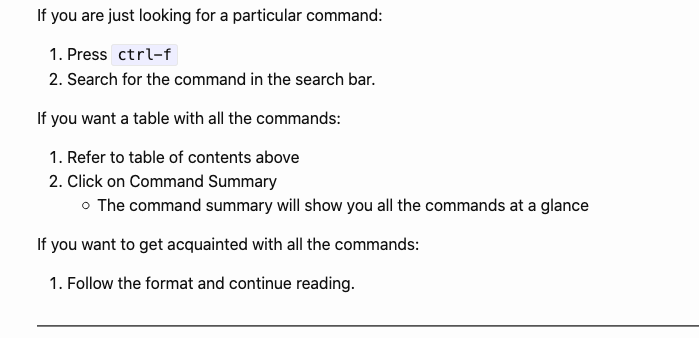 If you are just looking for a particular command:
1. Press ctrl-f
2. Search for the command in the search bar.
If you want a table with all the commands:
1. Refer to table of contents above
2. Click on Command Summary
○ The command summary will show you all the commands at a glance
If you want to get acquainted with all the commands:
1. Follow the format and continue reading.